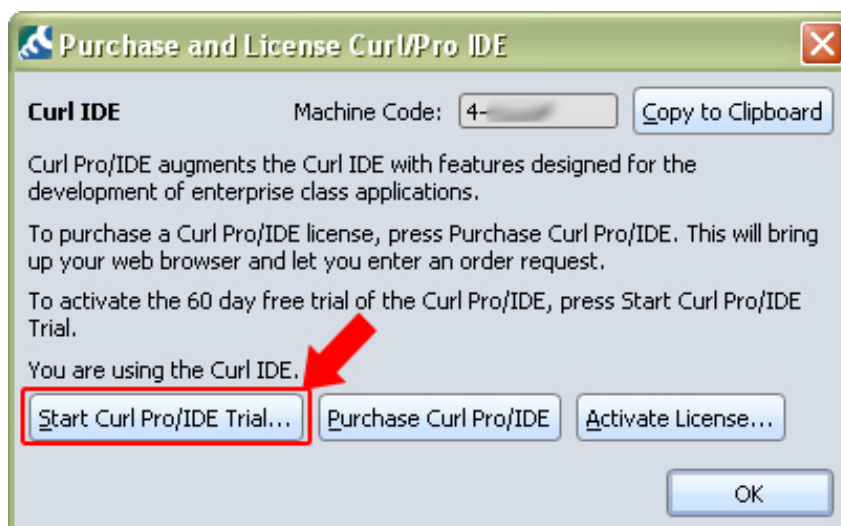 Purchase and License Curl/Pro IDE
Curl IDE Machine Code: 4- Copy to Clipboard
Curl Pro/IDE augments the Curl IDE with features designed for the
development of enterprise class applications.
To purchase a Curl Pro/IDE license, press Purchase Curl Pro/IDE. This will bring
up your web browser and let you enter an order request.
To activate the 60 day free trial of the Curl Pro/IDE, press Start Curl Pro/IDE
Trial.
You are using the Curl IDE.
Start Curl Pro/IDE Trial... Purchase Curl Pro/IDE Activate License...
OK